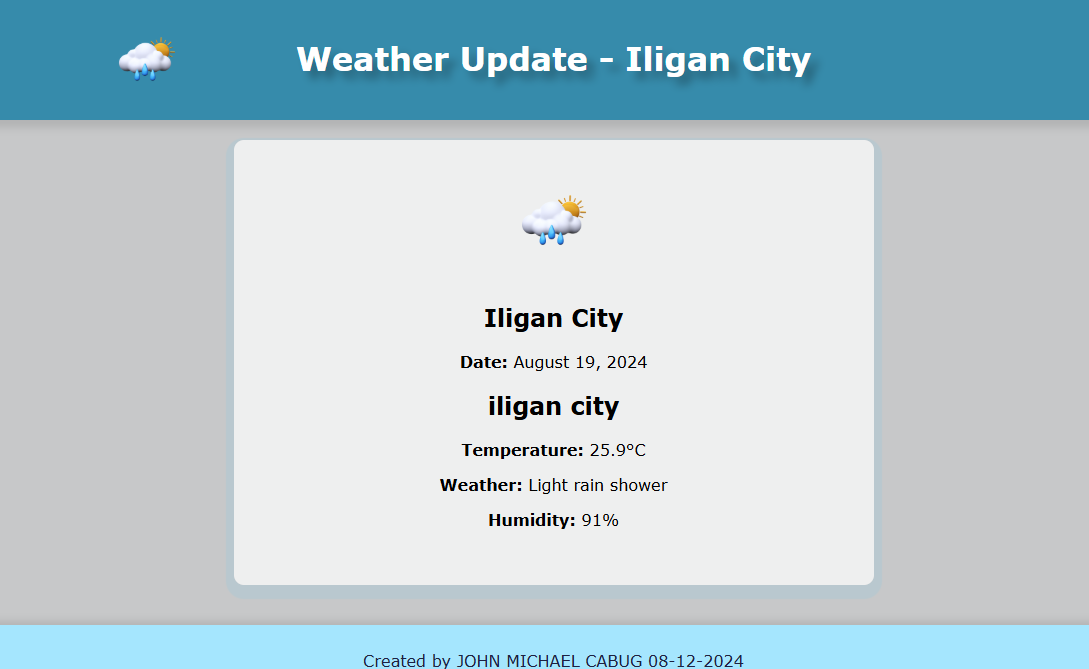 Weather Update - Iligan City
Iligan City
Date: August 19, 2024
iligan city
Temperature: 25.9°C
Weather: Light rain shower
Humidity: 91%
Created by JOHN MICHAEL CABUG 08-12-2024